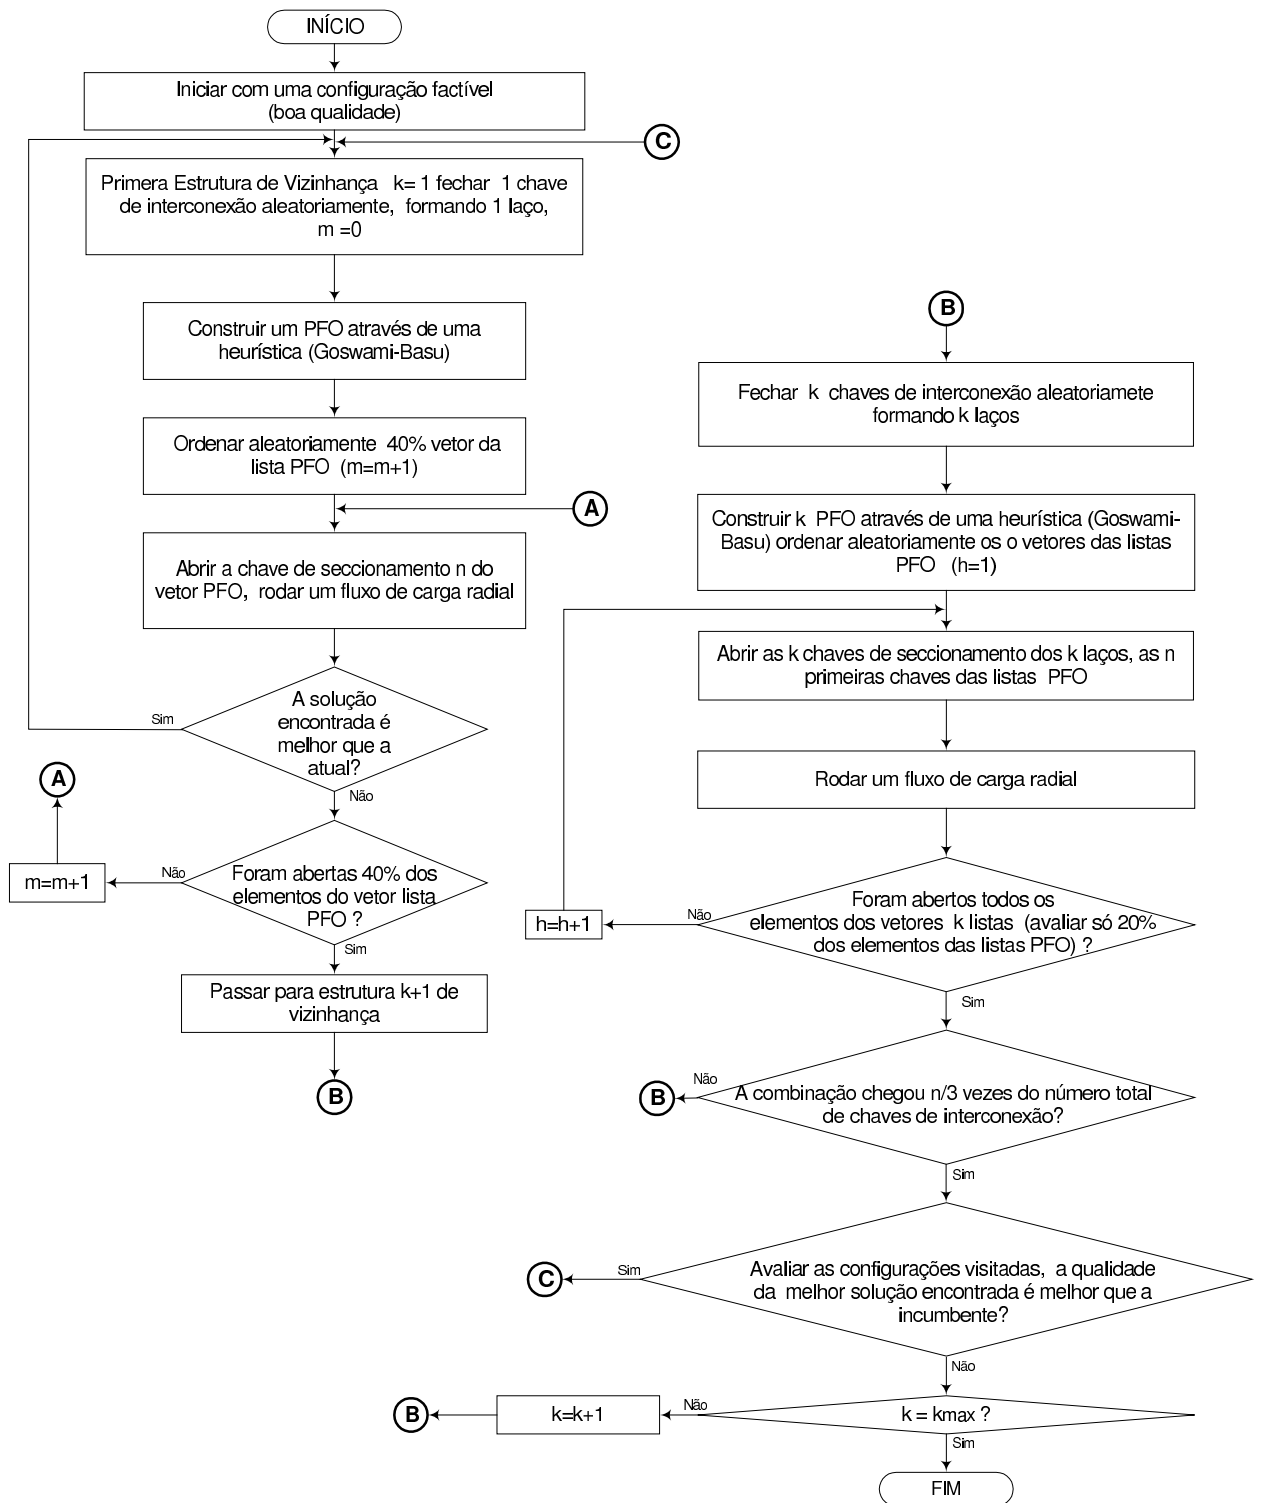 INÍCIO
Iniciar com uma configuração factível
(boa qualidade)
C
Primera Estrutura de Vizinhança k= 1 fechar 1 chave
de interconexão aleatoriamente, formando 1 laço,
m =0
Construir um PFO através de uma
heurística (Goswami-Basu)
Ordenar aleatoriamente 40% vetor da
lista PFO (m=m+1)
A
Abrir a chave de seccionamento n do
vetor PFO, rodar um fluxo de carga radial
A solução
encontrada é
melhor que a
atual?
Sim
Não
A
m=m+1
Não
Foram abertas 40% dos
elementos do vetor lista
PFO ?
Sim
Passar para estrutura k+1 de
vizinhança
B
B
Fechar k chaves de interconexão aleatoriamete
formando k laços
Construir k PFO através de uma heurística (Goswami-
Basu) ordenar aleatoriamente os o vetores das listas
PFO (h=1)
Abrir as k chaves de seccionamento dos k laços, as n
primeiras chaves das listas PFO
Rodar um fluxo de carga radial
Foram abertos todos os
elementos dos vetores k listas (avaliar só 20%
dos elementos das listas PFO) ?
Não
h=h+1
Sim
Não
B
A combinação chegou n/3 vezes do número total
de chaves de interconexão?
Sim
Sim
C
Avaliar as configurações visitadas, a qualidade
da melhor solução encontrada é melhor que a
incumbente?
Não
B
k=k+1
Não
k = kmax ?
Sim
FIM